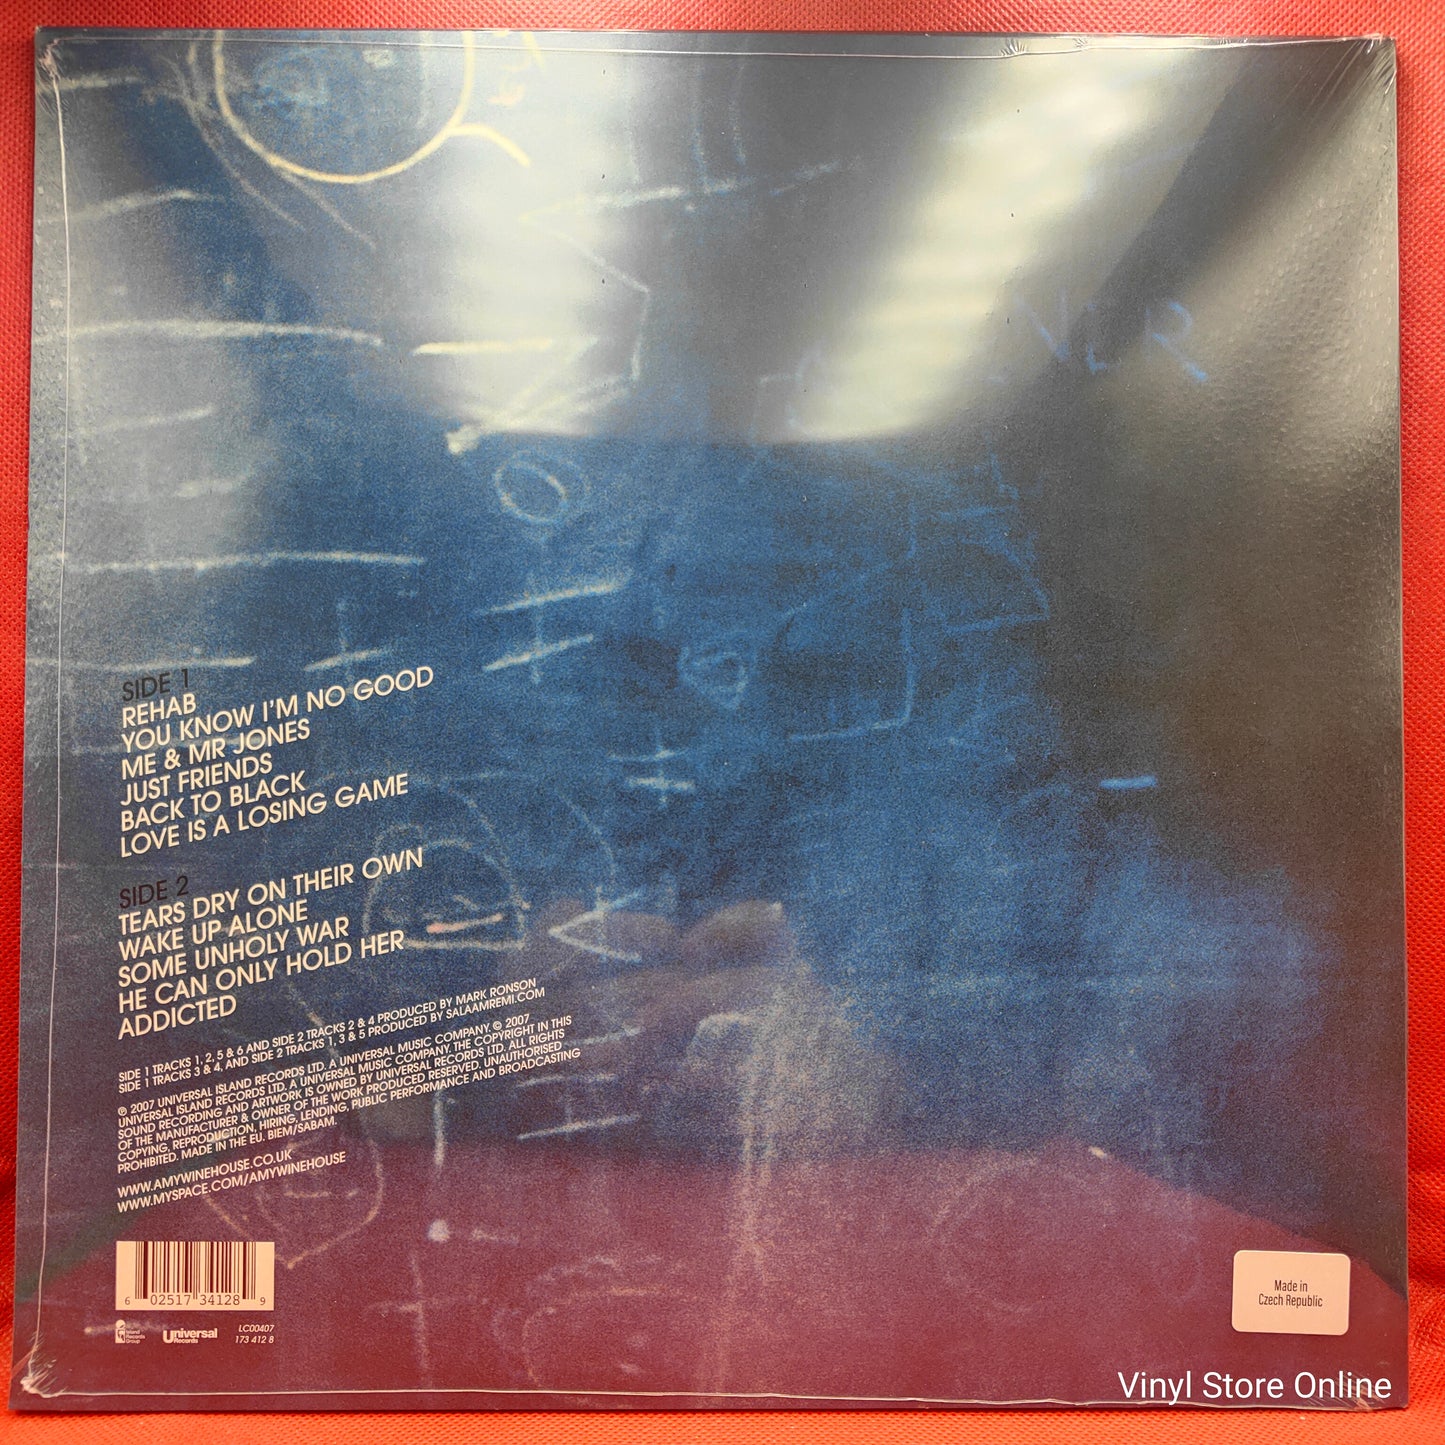 VER
SIDE 1
REHAB
YOU KNOW I'M NO GOOD
ME & MR JONES
JUST FRIENDS
BACK TO BLACK
LOVE IS A LOSING GAME
SIDE 2
TEARS DRY ON THEIR OWN
WAKE UP ALONE
SOME UNHOLY WAR
HE CAN ONLY HOLD HER
ADDICTED
SIDE 1 TRACKS 1, 2, 5 & 6 AND SIDE 2 TRACKS 2 & 4 PRODUCED BY MARK RONSON
SIDE 1 TRACKS 3 & 4, AND SIDE 2 TRACKS 1, 3 & 5 PRODUCED BY SALAAMREMI.COM
℗ 2007 UNIVERSAL ISLAND RECORDS LTD. A UNIVERSAL MUSIC COMPANY. © 2007
UNIVERSAL ISLAND RECORDS LTD. A UNIVERSAL MUSIC COMPANY. THE COPYRIGHT IN THIS
SOUND RECORDING AND ARTWORK IS OWNED BY UNIVERSAL RECORDS LTD. ALL RIGHTS
OF THE MANUFACTURER & OWNER OF THE WORK PRODUCED RESERVED. UNAUTHORISED
COPYING, REPRODUCTION, HIRING, LENDING, PUBLIC PERFORMANCE AND BROADCASTING
PROHIBITED. MADE IN THE EU. BIEM/SABAM.
WWW.AMYWINEHOUSE.CO.UK
WWW.MYSPACE.COM/AMYWINEHOUSE
6 02517 34128 9
Island Records Group
Universal Records
LC00407
173 412 8
Made in
Czech Republic
Vinyl Store Online